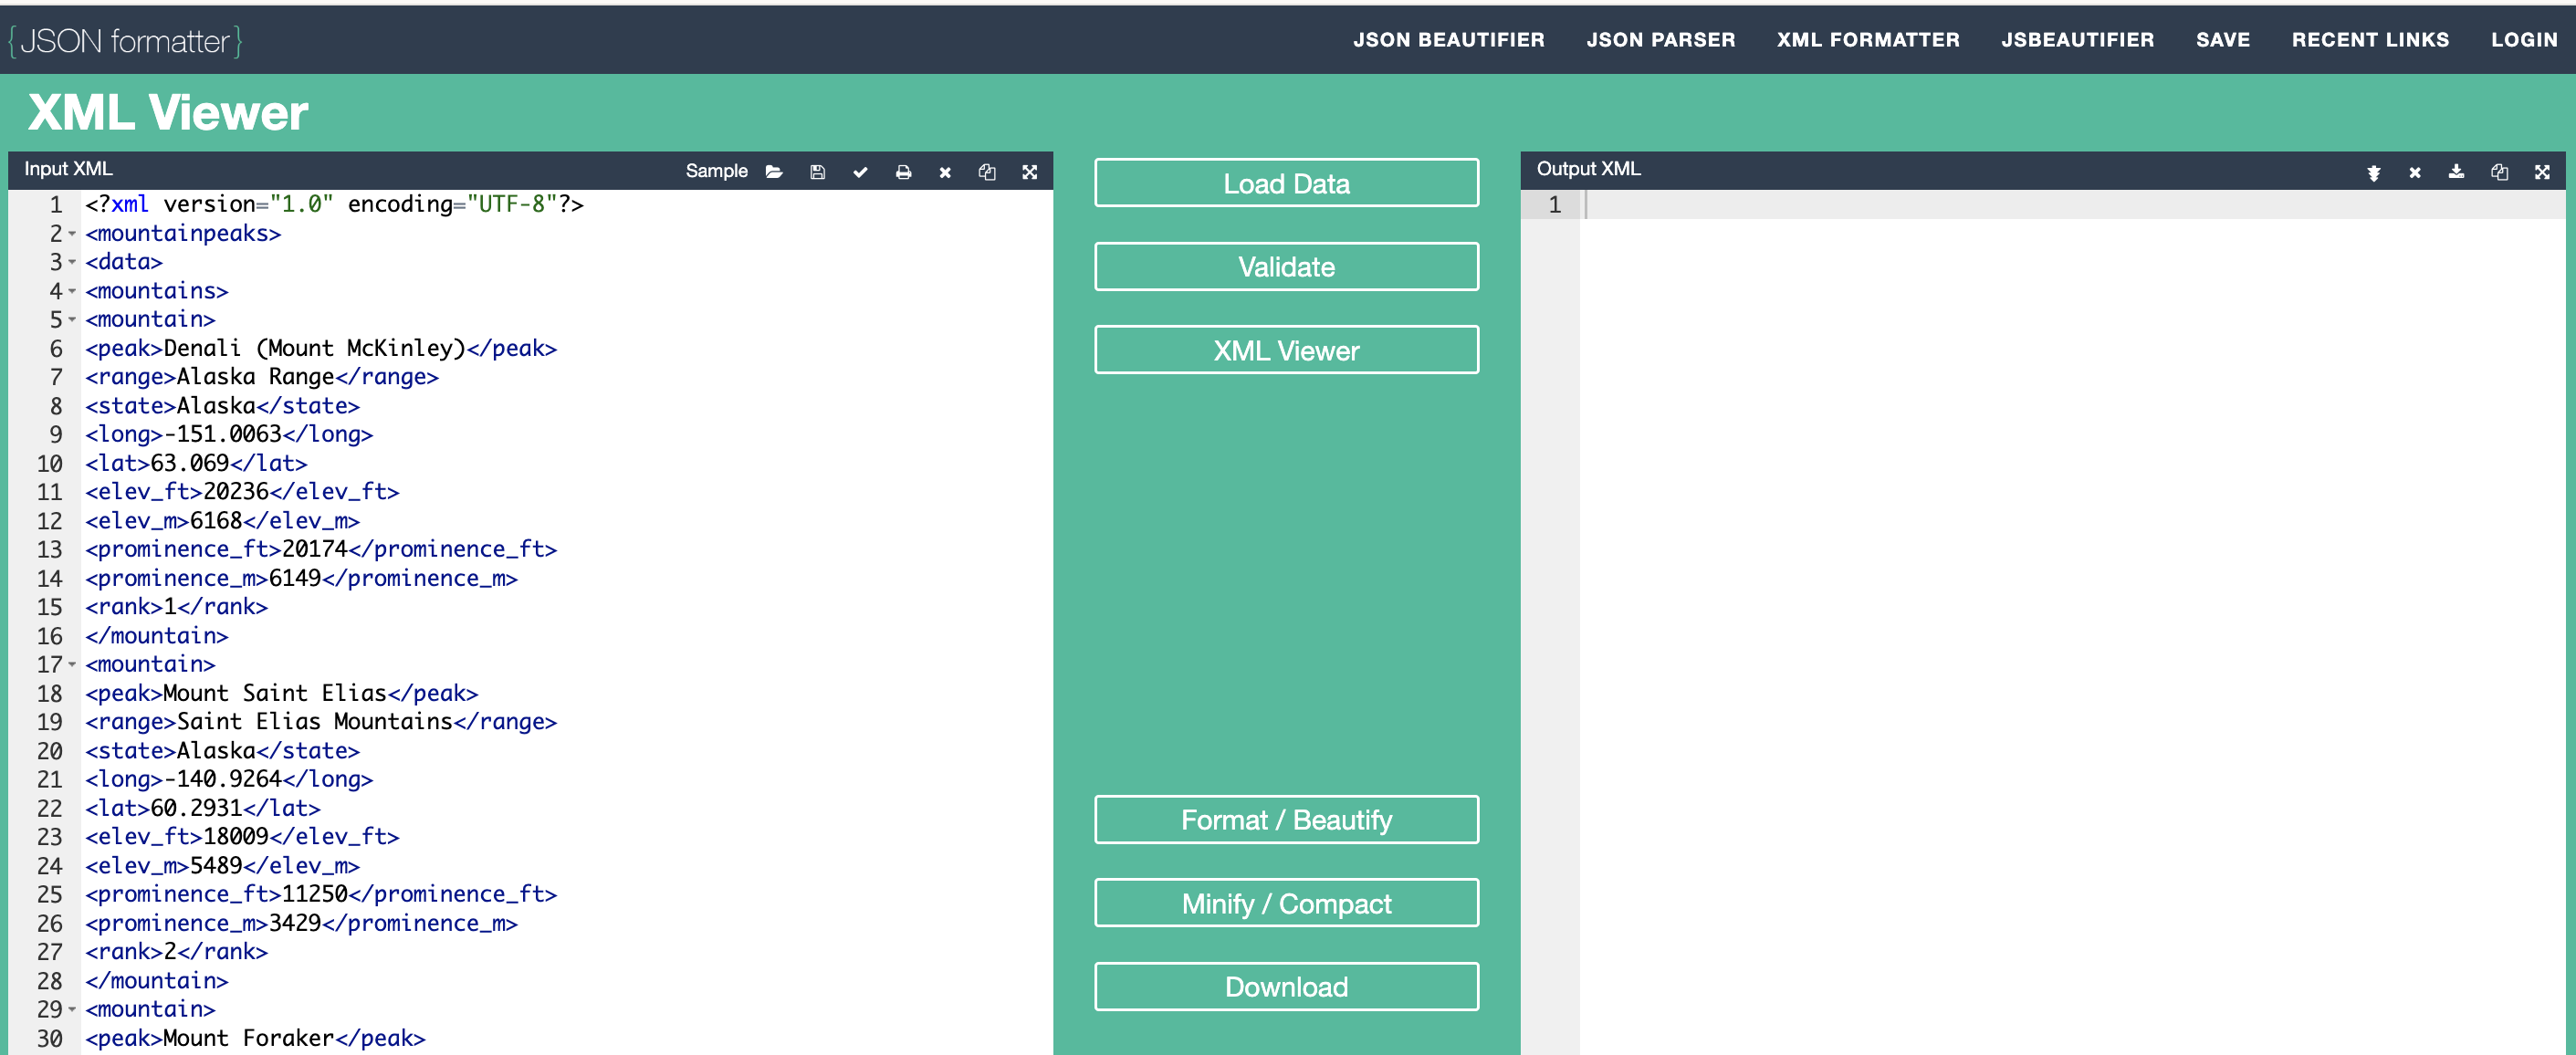 {JSON formatter}
JSON BEAUTIFIER JSON PARSER XML FORMATTER JSBEAUTIFIER SAVE RECENT LINKS LOGIN
XML Viewer
Input XML Sample
1 <?xml version="1.0" encoding="UTF-8"?>
2 <mountainpeaks>
3 <data>
4 <mountains>
5 <mountain>
6 <peak>Denali (Mount McKinley)</peak>
7 <range>Alaska Range</range>
8 <state>Alaska</state>
9 <long>-151.0063</long>
10 <lat>63.069</lat>
11 <elev_ft>20236</elev_ft>
12 <elev_m>6168</elev_m>
13 <prominence_ft>20174</prominence_ft>
14 <prominence_m>6149</prominence_m>
15 <rank>1</rank>
16 </mountain>
17 <mountain>
18 <peak>Mount Saint Elias</peak>
19 <range>Saint Elias Mountains</range>
20 <state>Alaska</state>
21 <long>-140.9264</long>
22 <lat>60.2931</lat>
23 <elev_ft>18009</elev_ft>
24 <elev_m>5489</elev_m>
25 <prominence_ft>11250</prominence_ft>
26 <prominence_m>3429</prominence_m>
27 <rank>2</rank>
28 </mountain>
29 <mountain>
30 <peak>Mount Foraker</peak>
Load Data
Validate
XML Viewer
Format / Beautify
Minify / Compact
Download
Output XML
1